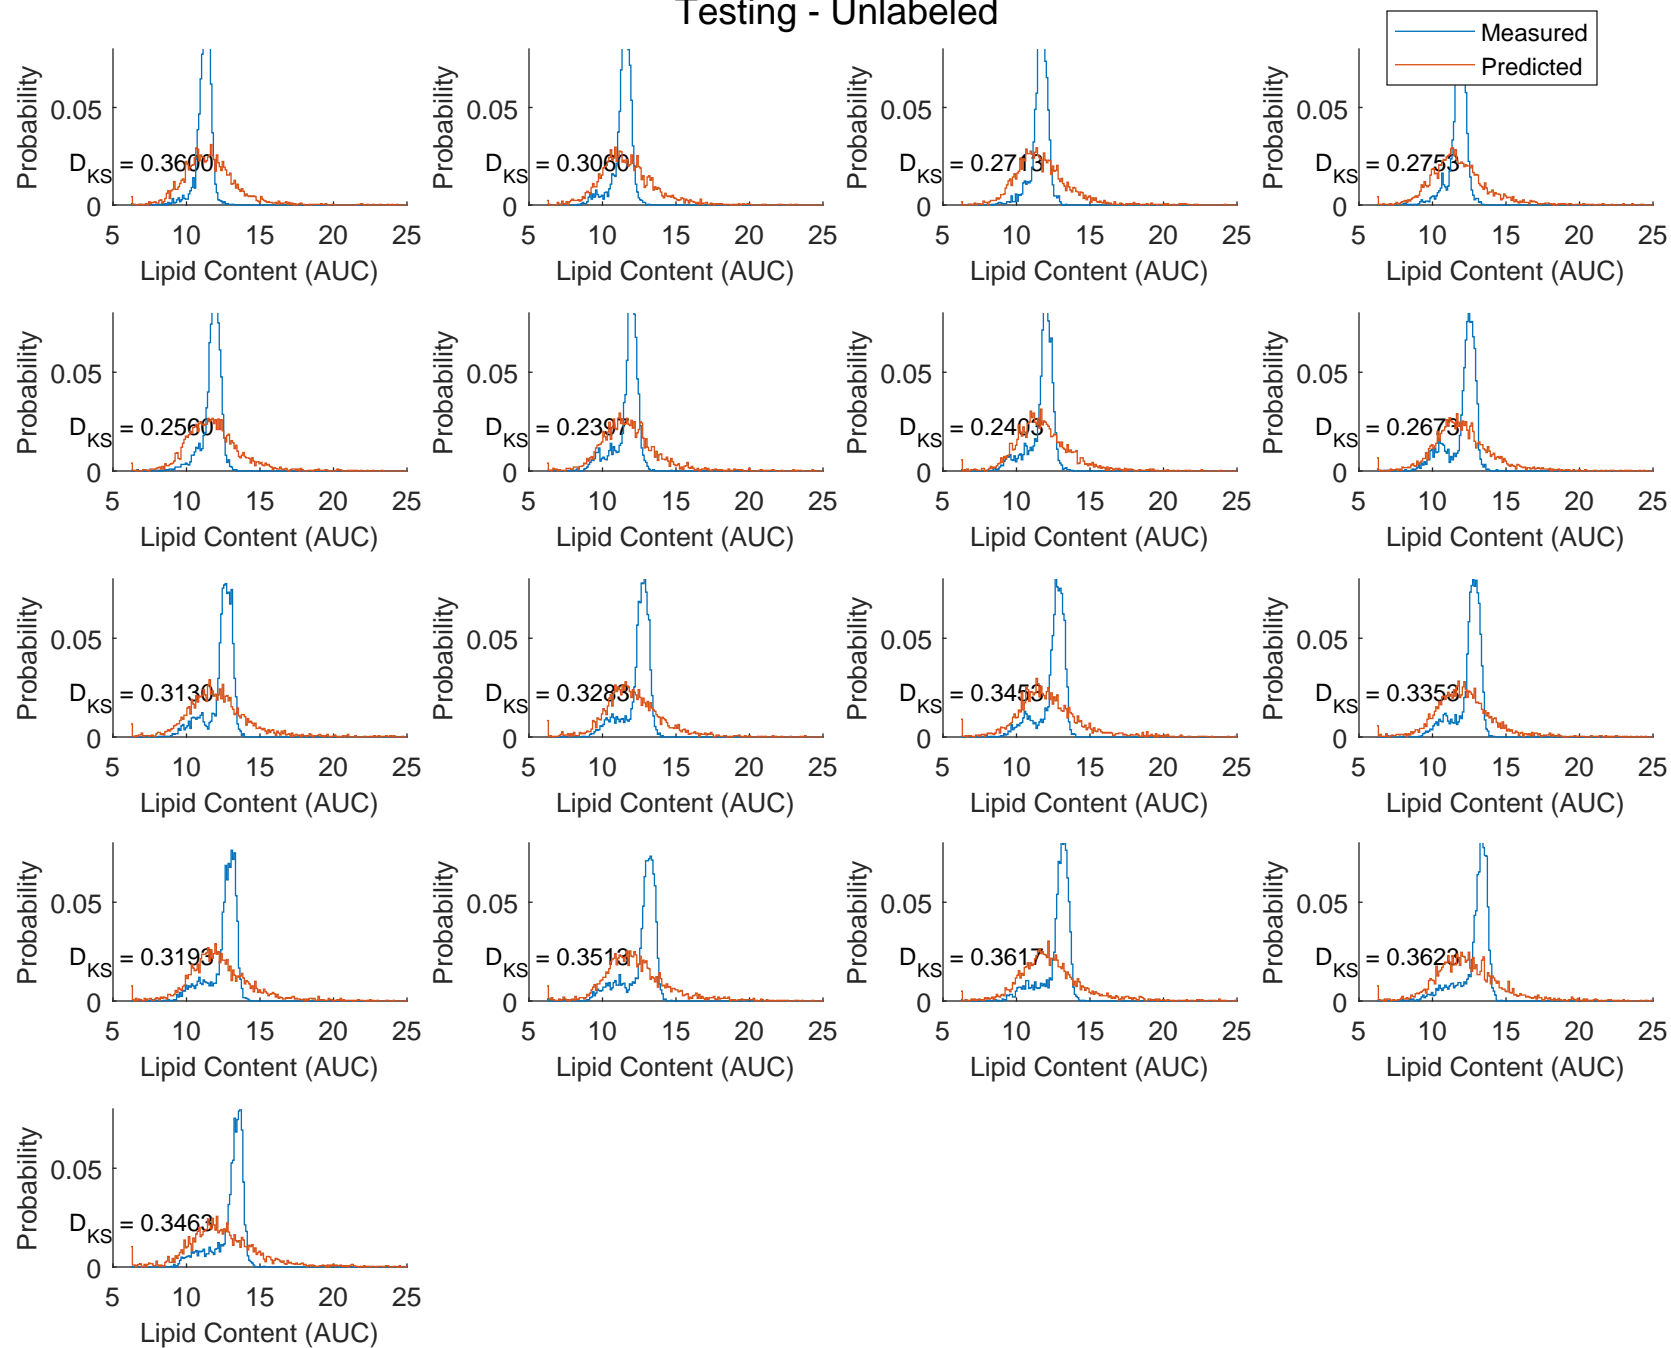 Testing - Unlabeled
Measured
Predicted
Probability
0.05
0
D_KS = 0.3600
5 10 15 20 25
Lipid Content (AUC)
Probability
0.05
0
D_KS = 0.3060
5 10 15 20 25
Lipid Content (AUC)
Probability
0.05
0
D_KS = 0.2713
5 10 15 20 25
Lipid Content (AUC)
Probability
0.05
0
D_KS = 0.2753
5 10 15 20 25
Lipid Content (AUC)
Probability
0.05
0
D_KS = 0.2560
5 10 15 20 25
Lipid Content (AUC)
Probability
0.05
0
D_KS = 0.2397
5 10 15 20 25
Lipid Content (AUC)
Probability
0.05
0
D_KS = 0.2403
5 10 15 20 25
Lipid Content (AUC)
Probability
0.05
0
D_KS = 0.2673
5 10 15 20 25
Lipid Content (AUC)
Probability
0.05
0
D_KS = 0.3130
5 10 15 20 25
Lipid Content (AUC)
Probability
0.05
0
D_KS = 0.3283
5 10 15 20 25
Lipid Content (AUC)
Probability
0.05
0
D_KS = 0.3453
5 10 15 20 25
Lipid Content (AUC)
Probability
0.05
0
D_KS = 0.3353
5 10 15 20 25
Lipid Content (AUC)
Probability
0.05
0
D_KS = 0.3193
5 10 15 20 25
Lipid Content (AUC)
Probability
0.05
0
D_KS = 0.3513
5 10 15 20 25
Lipid Content (AUC)
Probability
0.05
0
D_KS = 0.3617
5 10 15 20 25
Lipid Content (AUC)
Probability
0.05
0
D_KS = 0.3623
5 10 15 20 25
Lipid Content (AUC)
Probability
0.05
0
D_KS = 0.3463
5 10 15 20 25
Lipid Content (AUC)